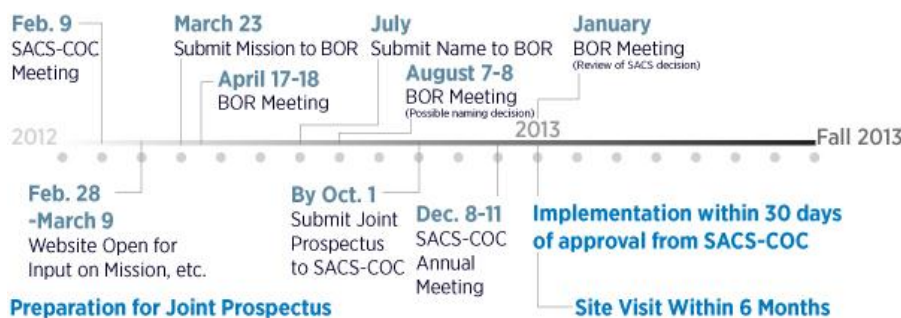 Feb. 9
SACS-COC
Meeting
March 23
Submit Mission to BOR
April 17-18
BOR Meeting
July
Submit Name to BOR
August 7-8
BOR Meeting
(Possible naming decision)
January
BOR Meeting
(Review of SACS decision)
2012
2013
Fall 2013
Feb. 28
-March 9
Website Open for
Input on Mission, etc.
By Oct. 1
Submit Joint
Prospectus
to SACS-COC
Dec. 8-11
SACS-COC
Annual
Meeting
Implementation within 30 days
of approval from SACS-COC
Preparation for Joint Prospectus
Site Visit Within 6 Months